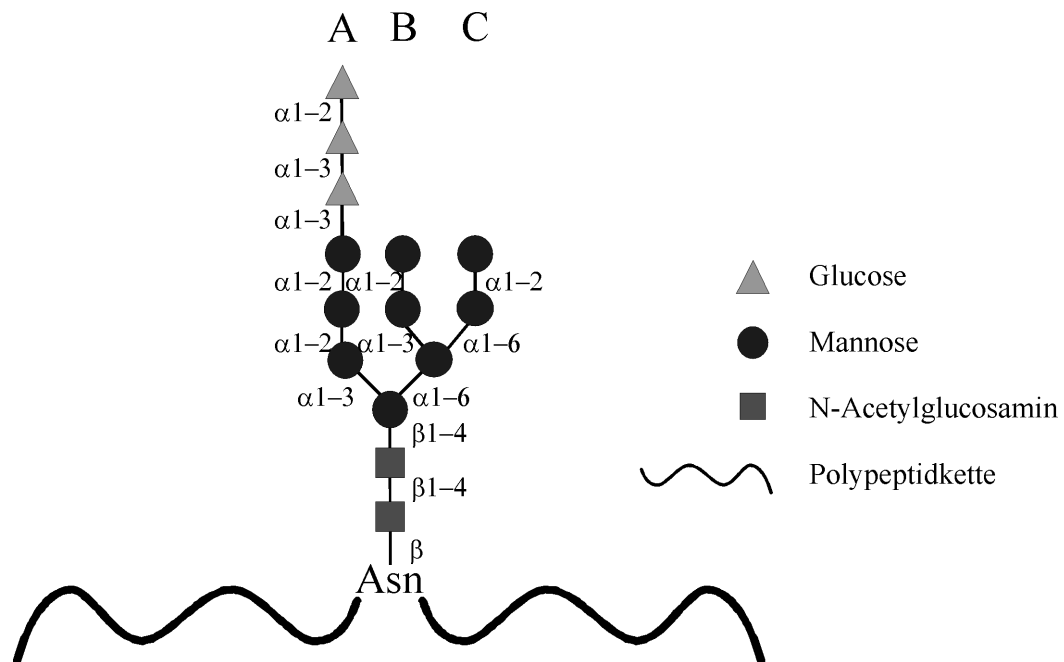 A B C
α1–2
α1–3
α1–3
α1–2 α1–2 α1–2
α1–2 α1–3 α1–6
α1–3 α1–6
β1–4
β1–4
β
Asn
Glucose
Mannose
N-Acetylglucosamin
Polypeptidkette